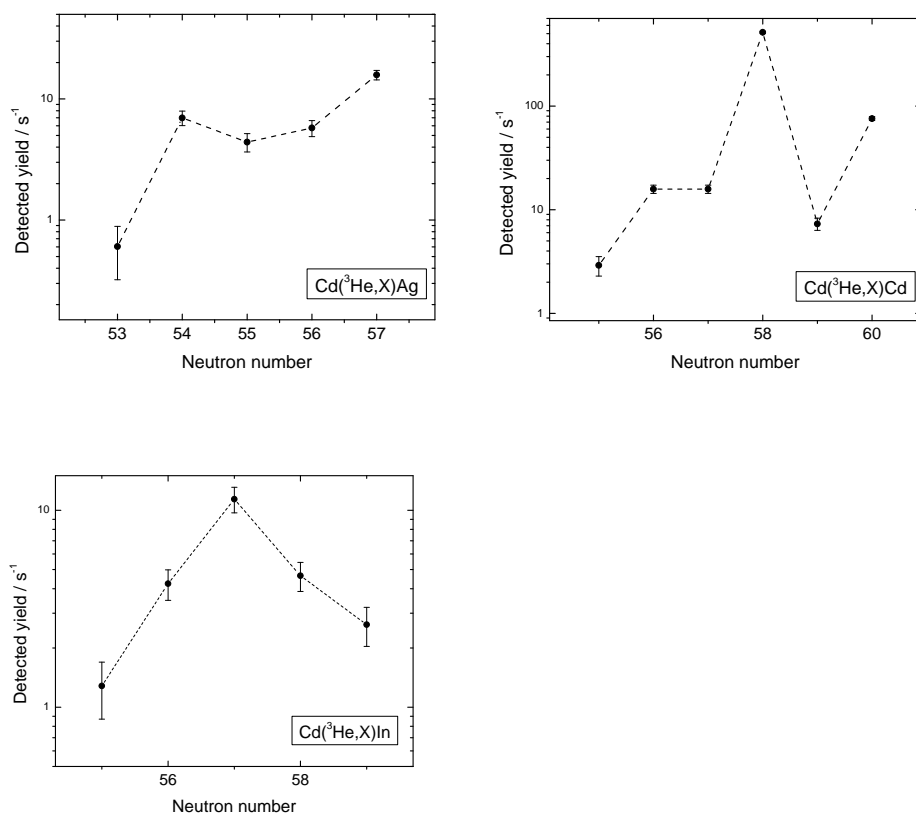 Detected yield / s⁻¹
10
1
53
54
55
56
57
Neutron number
Cd(³He,X)Ag
Detected yield / s⁻¹
100
10
1
56
58
60
Neutron number
Cd(³He,X)Cd
Detected yield / s⁻¹
10
1
56
58
Neutron number
Cd(³He,X)In